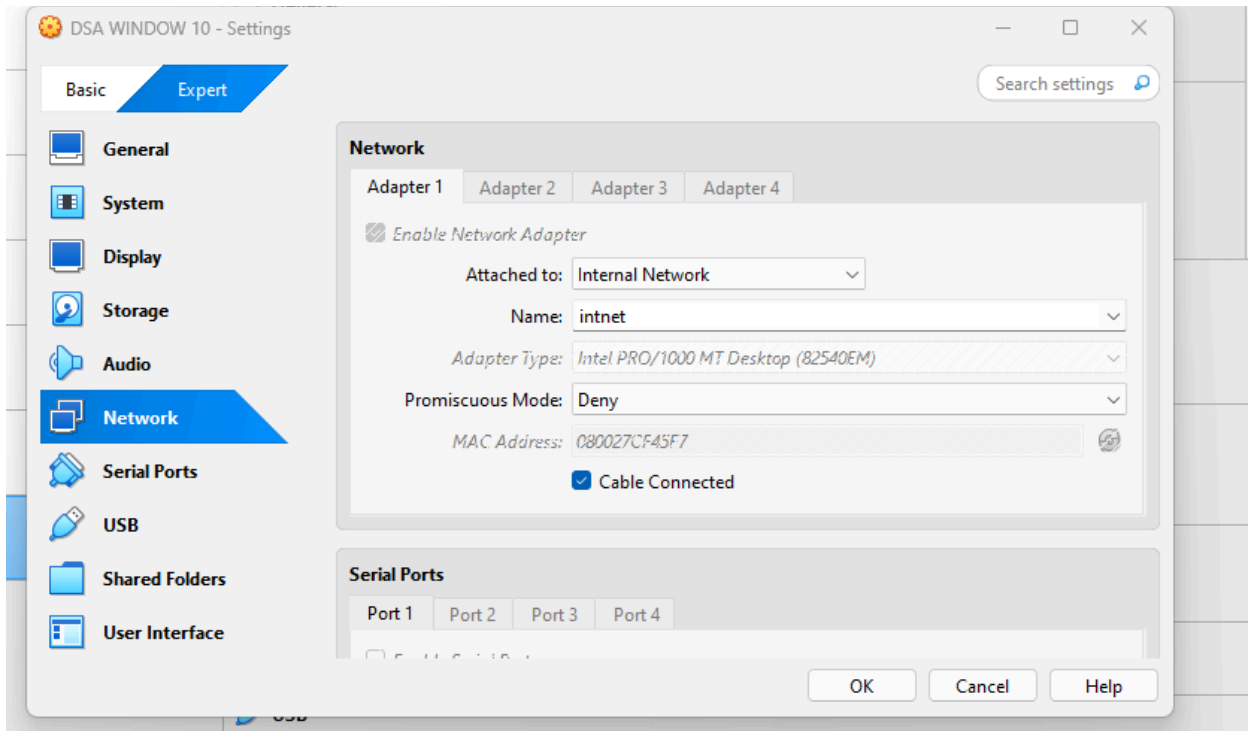 DSA WINDOW 10 - Settings
Basic
Expert
Search settings
General
System
Display
Storage
Audio
Network
Serial Ports
USB
Shared Folders
User Interface
Network
Adapter 1 Adapter 2 Adapter 3 Adapter 4
Enable Network Adapter
Attached to: Internal Network
Name: intnet
Adapter Type: Intel PRO/1000 MT Desktop (82540EM)
Promiscuous Mode: Deny
MAC Address: 080027CF45F7
Cable Connected
Serial Ports
Port 1 Port 2 Port 3 Port 4
OK Cancel Help